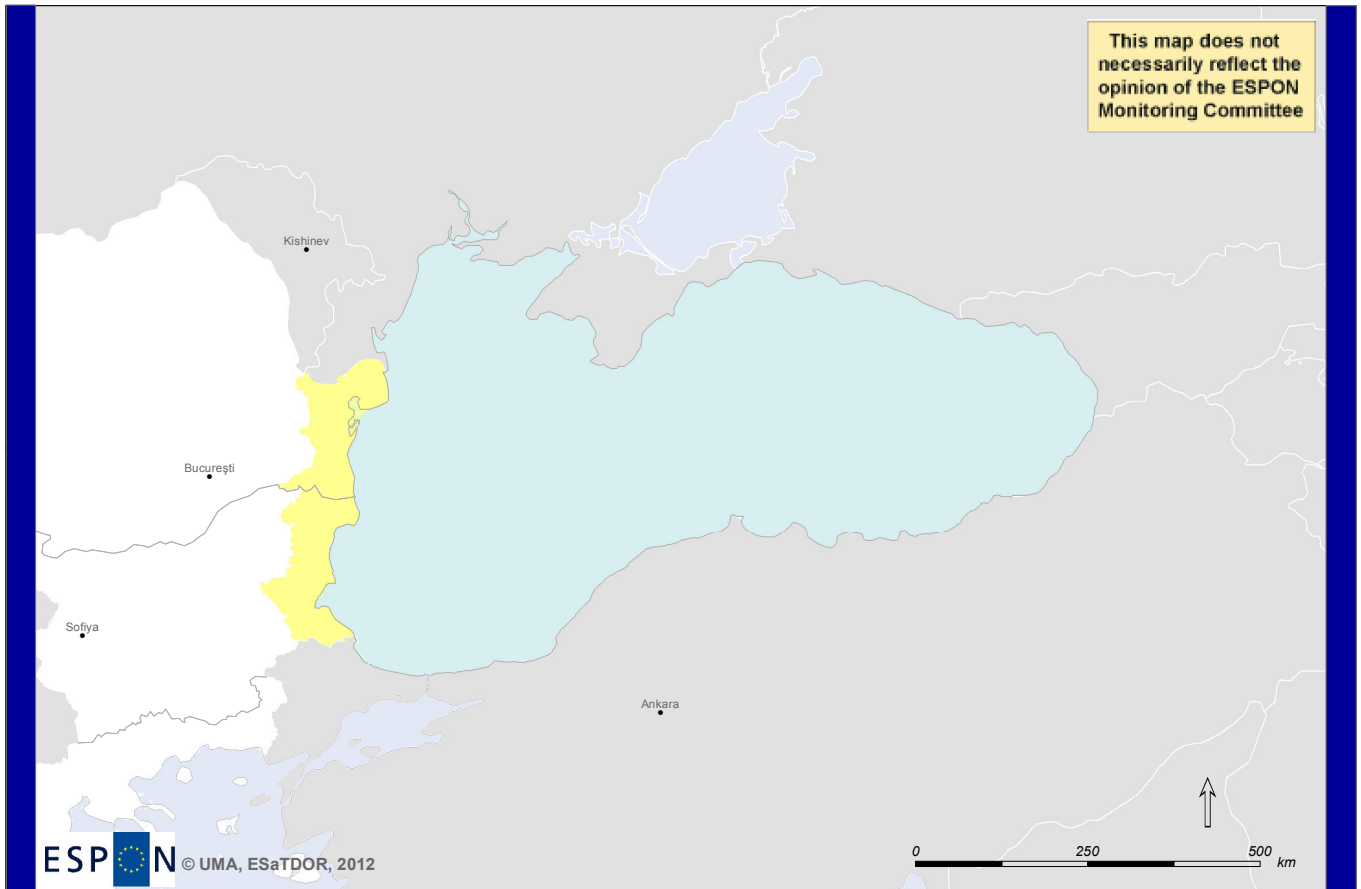 This map does not
necessarily reflect the
opinion of the ESPON
Monitoring Committee
Kishinev
Bucureşti
Sofiya
Ankara
0 250 500 km
ESPON © UMA, ESaTDOR, 2012